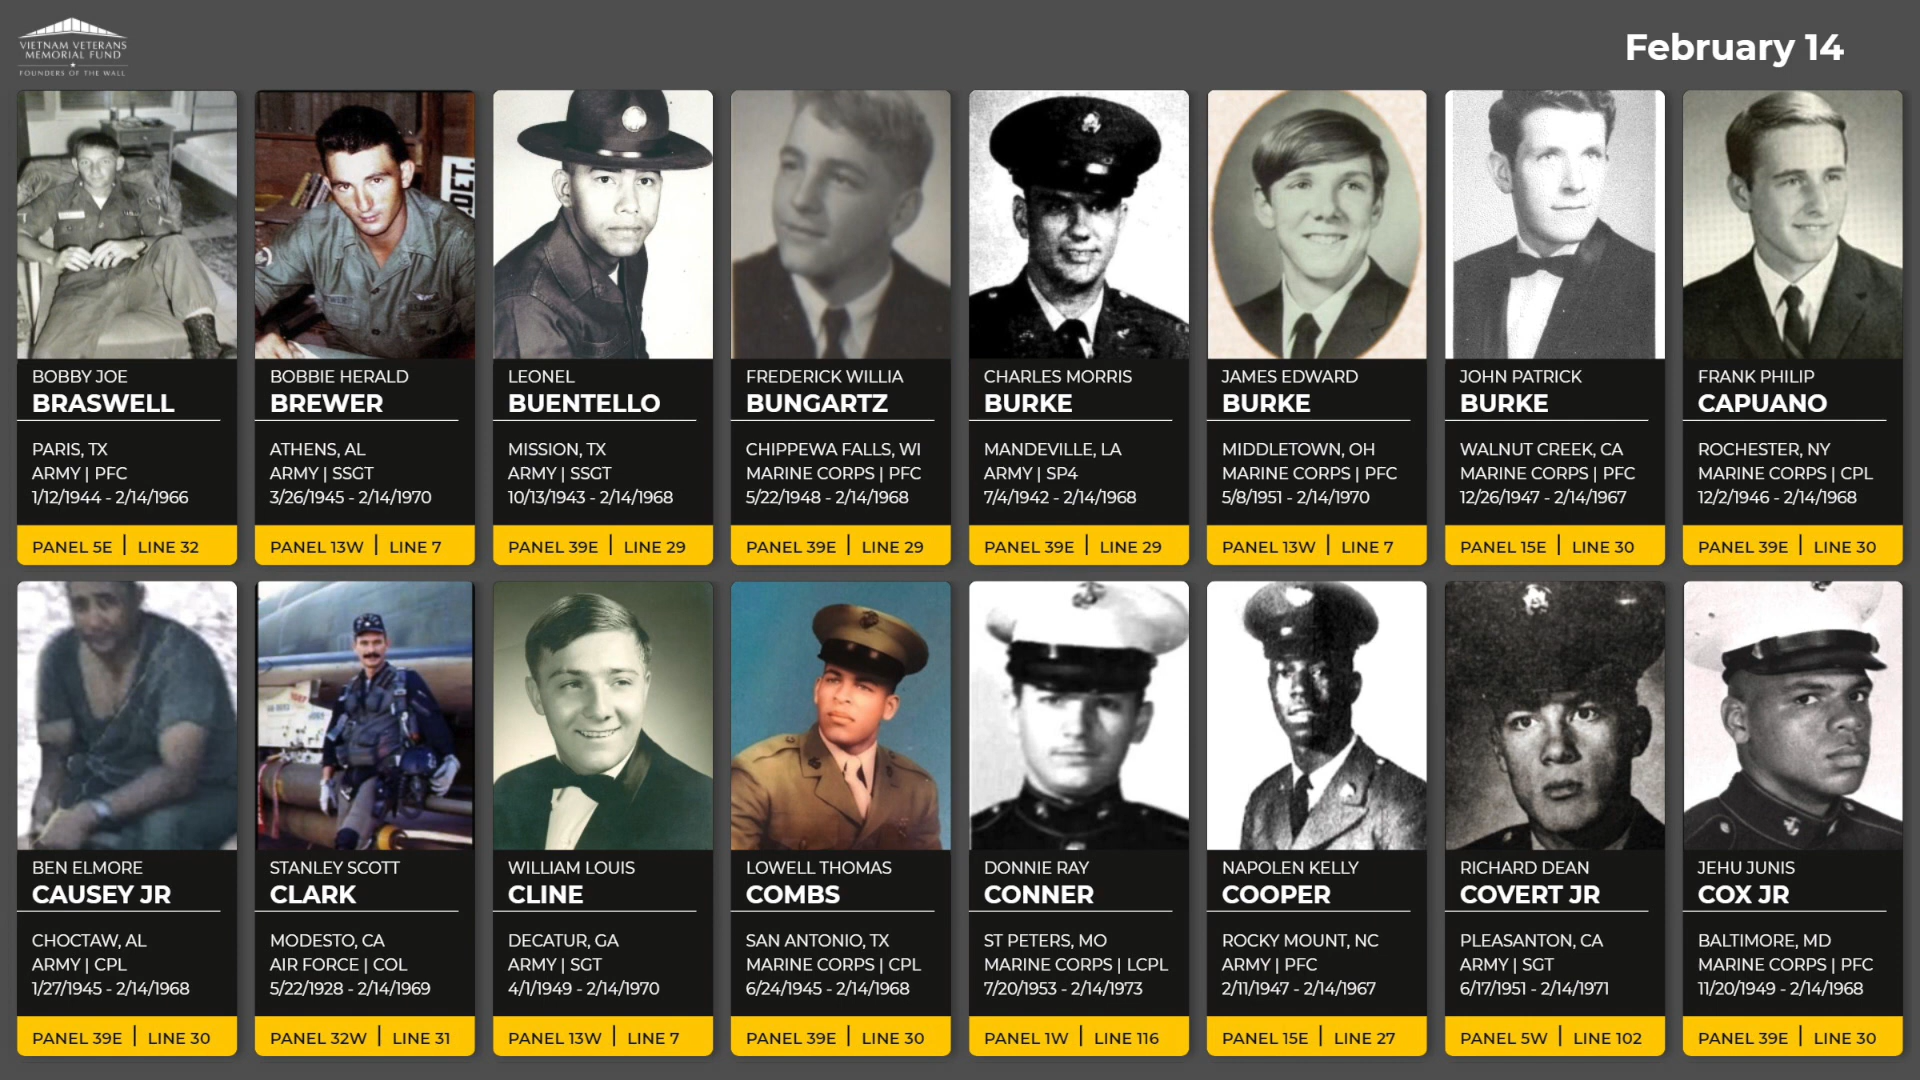 VIETNAM VETERANS
MEMORIAL FUND
FOUNDERS OF THE WALL
February 14
.DET.
BOBBY JOE
BRASWELL
PARIS, TX
ARMY | PFC
1/12/1944 - 2/14/1966
PANEL 5E | LINE 32
BOBBIE HERALD
BREWER
ATHENS, AL
ARMY | SSGT
3/26/1945 - 2/14/1970
PANEL 13W | LINE 7
LEONEL
BUENTELLO
MISSION, TX
ARMY | SSGT
10/13/1943 - 2/14/1968
PANEL 39E | LINE 29
FREDERICK WILLIA
BUNGARTZ
CHIPPEWA FALLS, WI
MARINE CORPS | PFC
5/22/1948 - 2/14/1968
PANEL 39E | LINE 29
CHARLES MORRIS
BURKE
MANDEVILLE, LA
ARMY | SP4
7/4/1942 - 2/14/1968
PANEL 39E | LINE 29
JAMES EDWARD
BURKE
MIDDLETOWN, OH
MARINE CORPS | PFC
5/8/1951 - 2/14/1970
PANEL 13W | LINE 7
JOHN PATRICK
BURKE
WALNUT CREEK, CA
MARINE CORPS | PFC
12/26/1947 - 2/14/1967
PANEL 15E | LINE 30
FRANK PHILIP
CAPUANO
ROCHESTER, NY
MARINE CORPS | CPL
12/2/1946 - 2/14/1968
PANEL 39E | LINE 30
BEN ELMORE
CAUSEY JR
CHOCTAW, AL
ARMY | CPL
1/27/1945 - 2/14/1968
PANEL 39E | LINE 30
STANLEY SCOTT
CLARK
MODESTO, CA
AIR FORCE | COL
5/22/1928 - 2/14/1969
PANEL 32W | LINE 31
WILLIAM LOUIS
CLINE
DECATUR, GA
ARMY | SGT
4/1/1949 - 2/14/1970
PANEL 13W | LINE 7
LOWELL THOMAS
COMBS
SAN ANTONIO, TX
MARINE CORPS | CPL
6/24/1945 - 2/14/1968
PANEL 39E | LINE 30
DONNIE RAY
CONNER
ST PETERS, MO
MARINE CORPS | LCPL
7/20/1953 - 2/14/1973
PANEL 1W | LINE 116
NAPOLEN KELLY
COOPER
ROCKY MOUNT, NC
ARMY | PFC
2/11/1947 - 2/14/1967
PANEL 15E | LINE 27
RICHARD DEAN
COVERT JR
PLEASANTON, CA
ARMY | SGT
6/17/1951 - 2/14/1971
PANEL 5W | LINE 102
JEHU JUNIS
COX JR
BALTIMORE, MD
MARINE CORPS | PFC
11/20/1949 - 2/14/1968
PANEL 39E | LINE 30